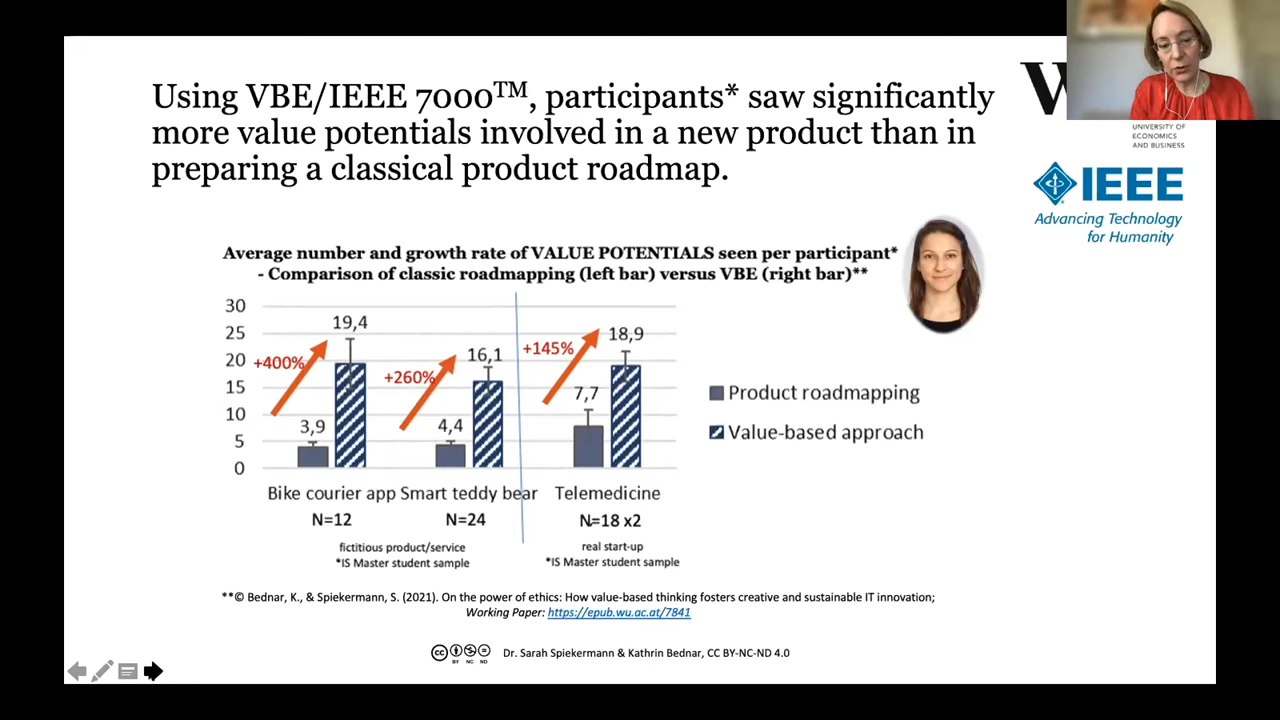 Using VBE/IEEE 7000™, participants* saw significantly
more value potentials involved in a new product than in
preparing a classical product roadmap.
W
UNIVERSITY OF
ECONOMICS
AND BUSINESS
IEEE
Advancing Technology
for Humanity
Average number and growth rate of VALUE POTENTIALS seen per participant*
- Comparison of classic roadmapping (left bar) versus VBE (right bar)**
30
25
20
15
10
5
0
+400%
3,9
19,4
+260%
4,4
16,1
+145%
7,7
18,9
Product roadmapping
Value-based approach
Bike courier app Smart teddy bear Telemedicine
N=12 N=24 N=18 x2
fictitious product/service
*IS Master student sample
real start-up
*IS Master student sample
**© Bednar, K., & Spiekermann, S. (2021). On the power of ethics: How value-based thinking fosters creative and sustainable IT innovation;
Working Paper: https://epub.wu.ac.at/7841
cc BY NC ND Dr. Sarah Spiekermann & Kathrin Bednar, CC BY-NC-ND 4.0